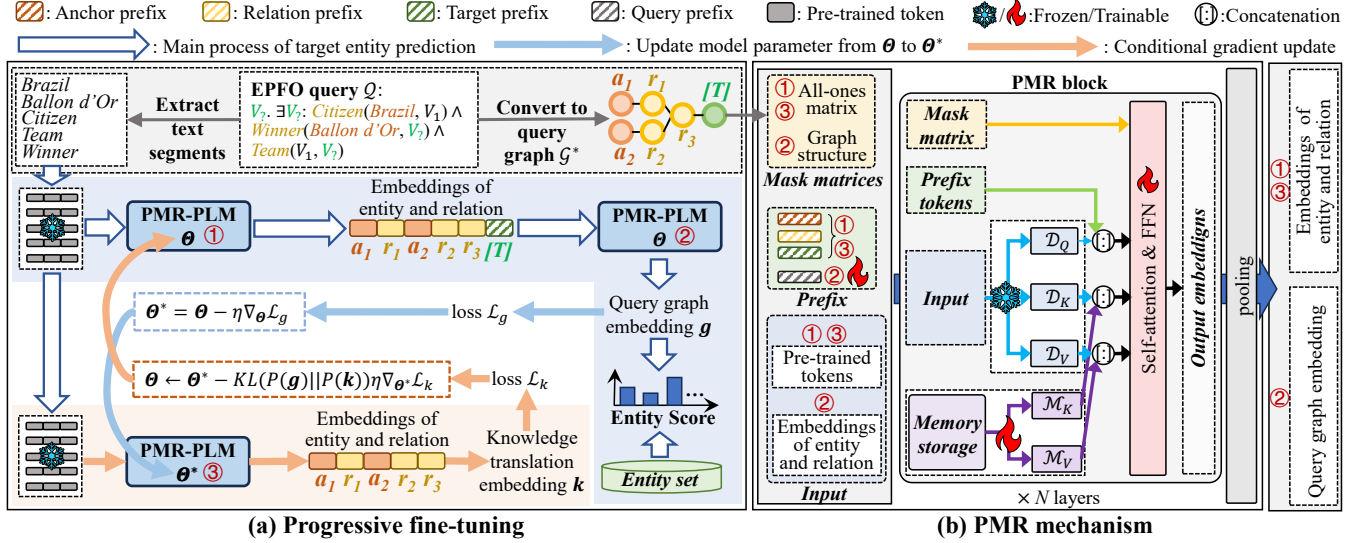 : Anchor prefix : Relation prefix : Target prefix : Query prefix : Pre-trained token / :Frozen/Trainable [:] :Concatenation
: Main process of target entity prediction : Update model parameter from Θ to Θ* : Conditional gradient update
Brazil
Ballon d'Or
Citizen
Team
Winner
Extract
text
segments
EPFO query Q:
V?. ∃V?: Citizen(Brazil, V1) ∧
Winner(Ballon d'Or, V?) ∧
Team(V1, V?)
Convert to
query
graph G*
a1 r1 [T]
r3
a2 r2
PMR-PLM
Θ ①
Embeddings of
entity and relation
a1 r1 a2 r2 r3 [T]
PMR-PLM
Θ ②
Θ* = Θ − η∇ΘLg
loss Lg
Query graph
embedding g
Θ ← Θ* − KL(P(g)||P(k))η∇Θ*Lk
loss Lk
...
Entity Score
PMR-PLM
Θ* ③
Embeddings of
entity and relation
a1 r1 a2 r2 r3
Knowledge
translation
embedding k
Entity set
(a) Progressive fine-tuning
① All-ones
③ matrix
② Graph
structure
Mask matrices
①
③
②
Prefix
① ③
Pre-trained
tokens
②
Embeddings
of entity
and relation
Input
PMR block
Mask
matrix
Prefix
tokens
Input
DQ
[:]
DK
[:]
DV
[:]
Memory
storage
MK
MV
Self-attention & FFN
Output embeddigns
× N layers
pooling
①
③
Embeddings of
entity and relation
②
Query graph embedding
(b) PMR mechanism